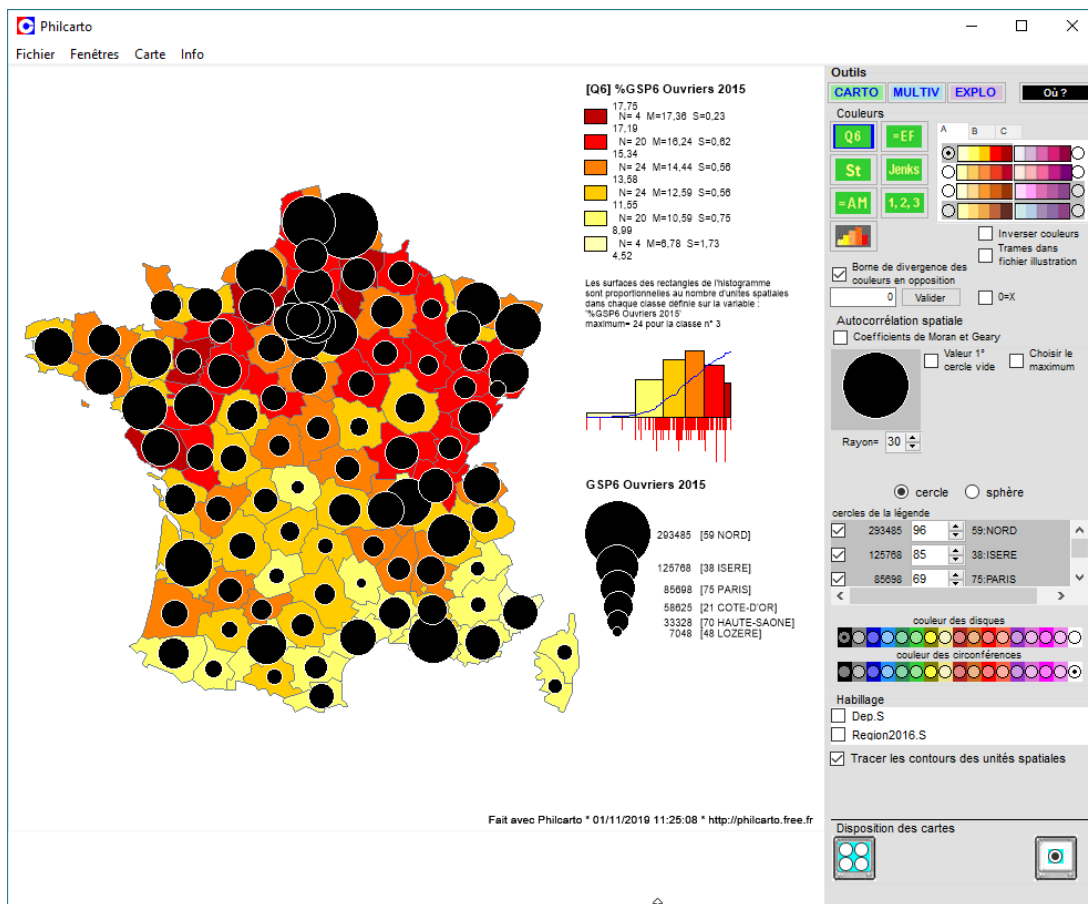 Philcarto
Fichier Fenêtres Carte Info
[Q6] %GSP6 Ouvriers 2015
17,75
N= 4 M=17,36 S=0,23
17,19
N= 20 M=16,24 S=0,62
15,34
N= 24 M=14,44 S=0,56
13,58
N= 24 M=12,59 S=0,56
11,55
N= 20 M=10,59 S=0,75
8,99
N= 4 M=6,78 S=1,73
4,52
Les surfaces des rectangles de l'histogramme
sont proportionnelles au nombre d'unités spatiales
dans chaque classe définie sur la variable :
'%GSP6 Ouvriers 2015'
maximum= 24 pour la classe n° 3
GSP6 Ouvriers 2015
293485 [59 NORD]
125768 [38 ISERE]
85698 [75 PARIS]
58625 [21 COTE-D'OR]
33328 [70 HAUTE-SAONE]
7048 [48 LOZERE]
Fait avec Philcarto * 01/11/2019 11:25:08 * http://philcarto.free.fr
Outils
CARTO MULTIV EXPLO Où ?
Couleurs
Q6 =EF
A B C
St Jenks
=AM 1,2,3
Inverser couleurs
Trames dans
fichier illustration
Borne de divergence des
couleurs en opposition
0 Valider 0=X
Autocorrélation spatiale
Coefficients de Moran et Geary
Valeur 1°
cercle vide
Choisir le
maximum
Rayon= 30
cercle sphère
cercles de la légende
293485 96 59:NORD
125768 85 38:ISERE
85698 69 75:PARIS
couleur des disques
couleur des circonférences
Habillage
Dep.S
Region2016.S
Tracer les contours des unités spatiales
Disposition des cartes